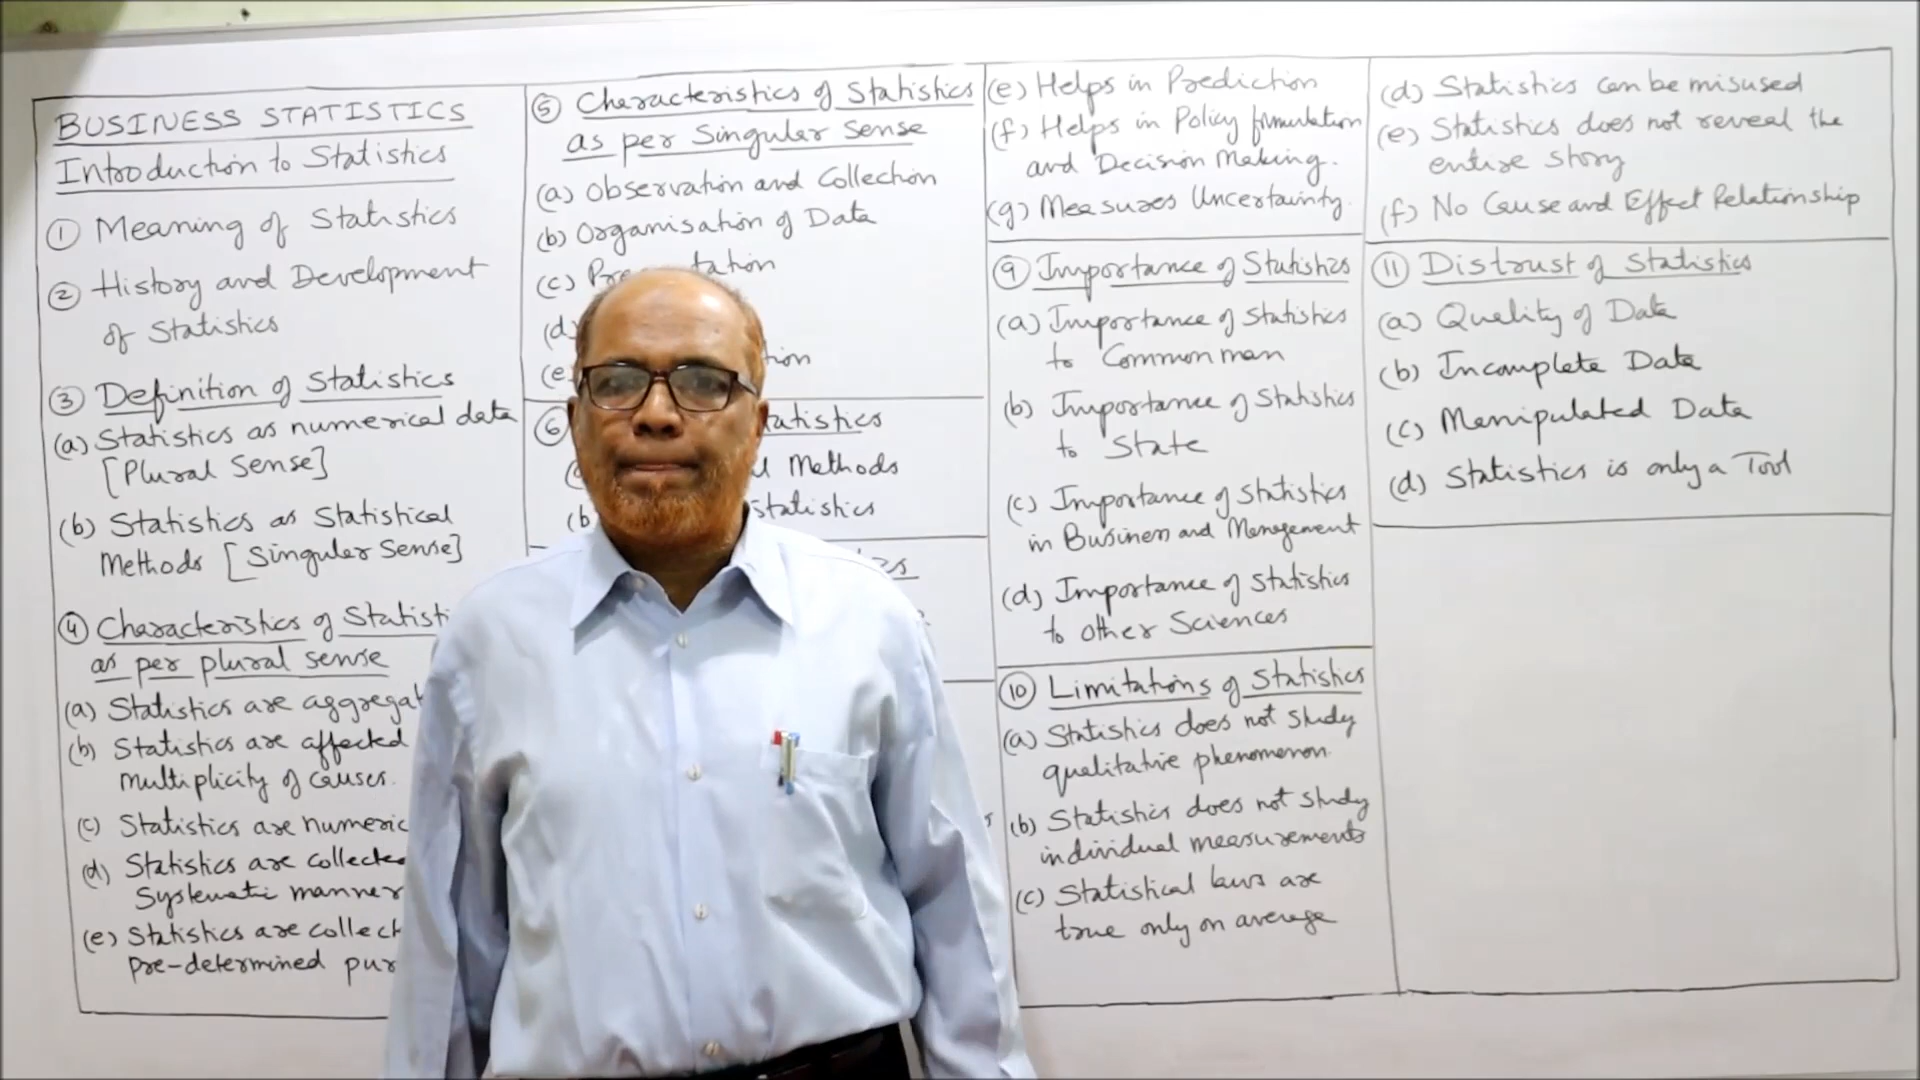 BUSINESS STATISTICS
Introduction to Statistics
① Meaning of Statistics
② History and Development
of Statistics
③ Definition of Statistics
(a) Statistics as numerical data
[Plural Sense]
(b) Statistics as Statistical
Methods [Singular Sense]
④ Characteristics of
as per plural sense
(a) Statistics are
(b) Statistics are affected
multiplicity of causes.
(c) Statistics are
(d) Statistics are
Systematic manner
(e) Statistics are
Pre-determined
⑤ Characteristics of Statistics
as per Singular Sense
(a) Observation and Collection
(b) Organisation of Data
(c)
(d)
(e)
⑥
Methods
(b Statistics
(e) Helps in Prediction
(f) Helps in Policy formulation
and Decision Making.
(g) Measures Uncertainty.
⑨ Importance of Statistics
(a) Importance of Statistics
to Common man
(b) Importance of Statistics
to State
(c) Importance of Statistics
in Business and Management
(d) Importance of Statistics
to Other Sciences
⑩ Limitations of Statistics
(a) Statistics does not study
qualitative phenomenon.
(b) Statistics does not study
individual measurements
(c) Statistical laws are
true only on average
(d) Statistics can be misused
(e) Statistics does not reveal the
entire story
(f) No Cause and Effect Relationship
⑪ Distrust of Statistics
(a) Quality of Data
(b) Incomplete Data
(c) Manipulated Data
(d) Statistics is only a Tool